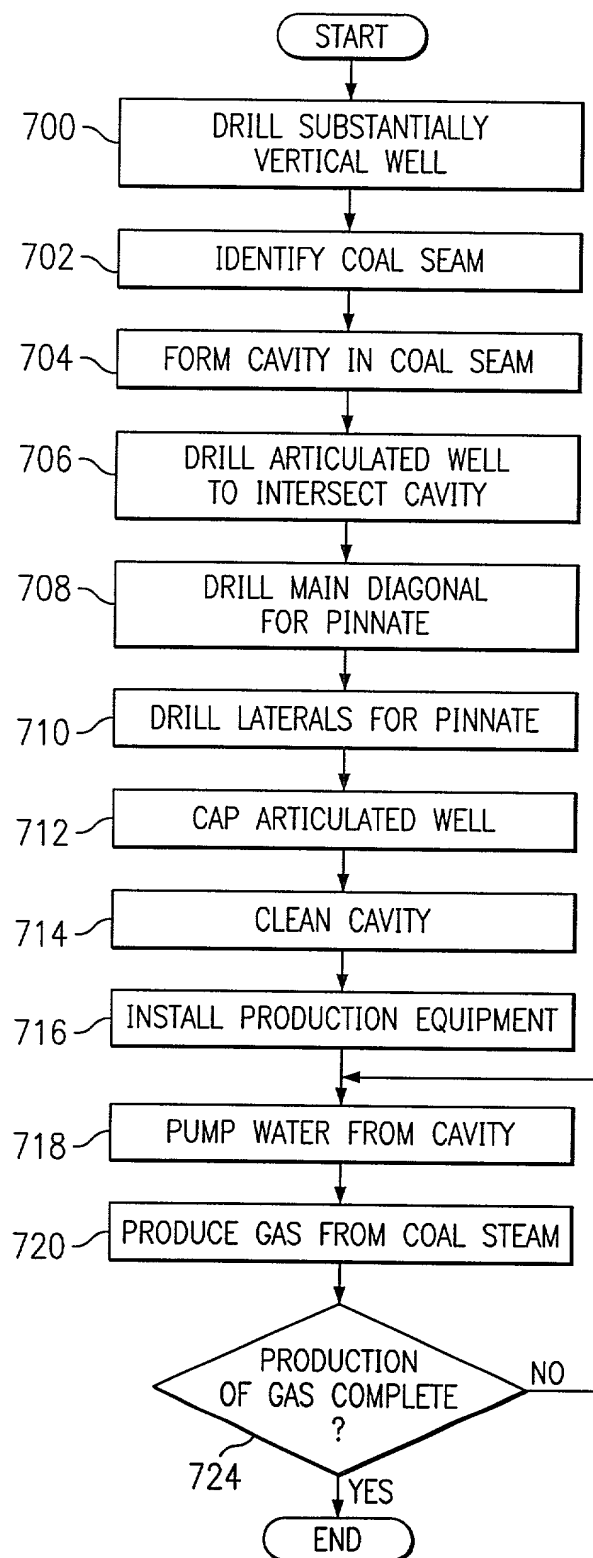 START
700
DRILL SUBSTANTIALLY
VERTICAL WELL
702
IDENTIFY COAL SEAM
704
FORM CAVITY IN COAL SEAM
706
DRILL ARTICULATED WELL
TO INTERSECT CAVITY
708
DRILL MAIN DIAGONAL
FOR PINNATE
710
DRILL LATERALS FOR PINNATE
712
CAP ARTICULATED WELL
714
CLEAN CAVITY
716
INSTALL PRODUCTION EQUIPMENT
718
PUMP WATER FROM CAVITY
720
PRODUCE GAS FROM COAL STEAM
PRODUCTION
OF GAS COMPLETE
?
NO
724
YES
END